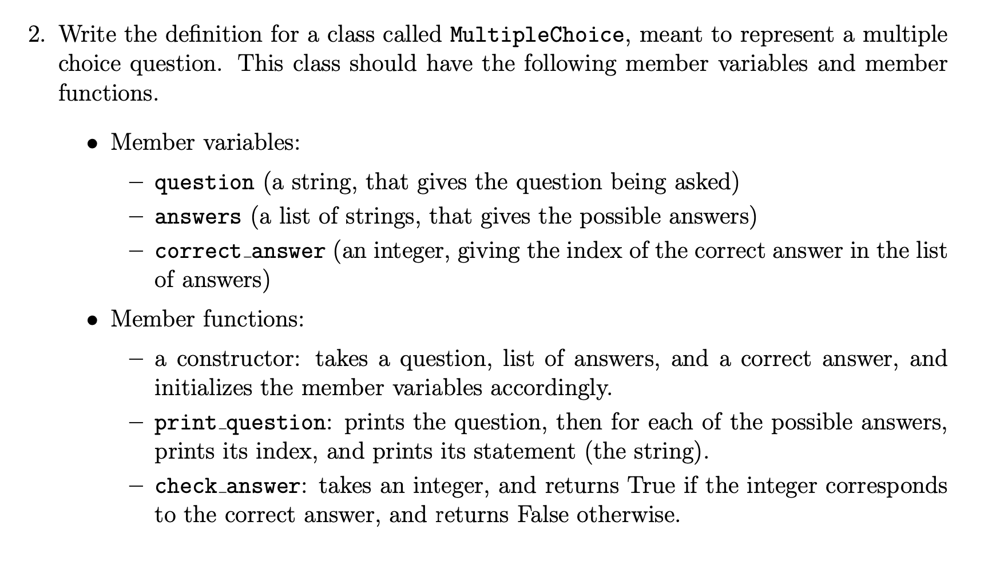 2. Write the definition for a class called MultipleChoice, meant to represent a multiple
choice question. This class should have the following member variables and member
functions.
• Member variables:
– question (a string, that gives the question being asked)
– answers (a list of strings, that gives the possible answers)
– correct_answer (an integer, giving the index of the correct answer in the list
of answers)
• Member functions:
– a constructor: takes a question, list of answers, and a correct answer, and
initializes the member variables accordingly.
– print_question: prints the question, then for each of the possible answers,
prints its index, and prints its statement (the string).
– check_answer: takes an integer, and returns True if the integer corresponds
to the correct answer, and returns False otherwise.